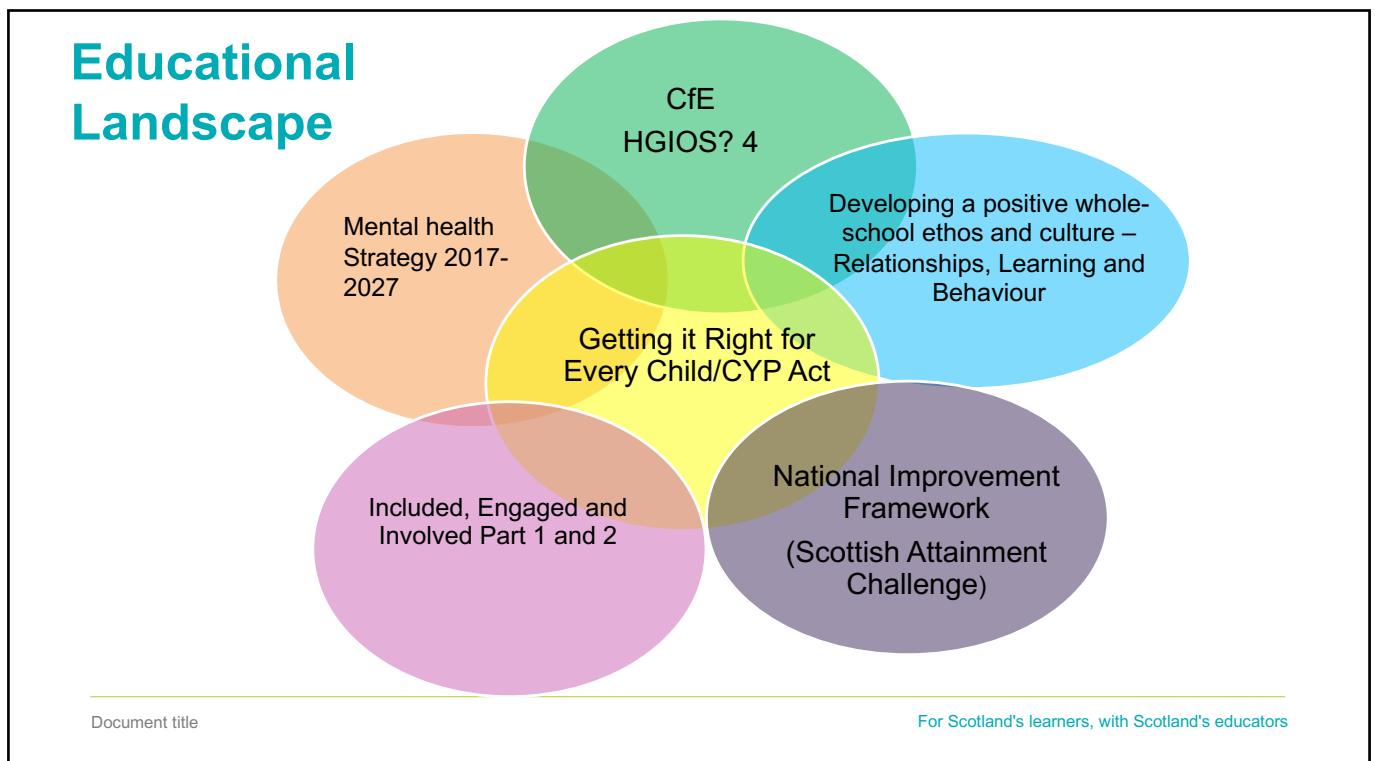 Educational
Landscape
CfE
HGIOS? 4
Mental health
Strategy 2017-
2027
Developing a positive whole-
school ethos and culture –
Relationships, Learning and
Behaviour
Getting it Right for
Every Child/CYP Act
Included, Engaged and
Involved Part 1 and 2
National Improvement
Framework
(Scottish Attainment
Challenge)
Document title
For Scotland's learners, with Scotland's educators